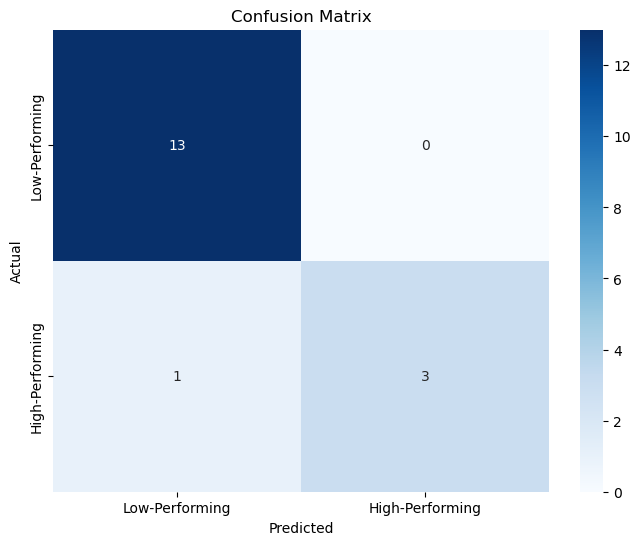 Confusion Matrix
Actual
Low-Performing
High-Performing
13
0
1
3
Low-Performing
High-Performing
Predicted
12
10
8
6
4
2
0